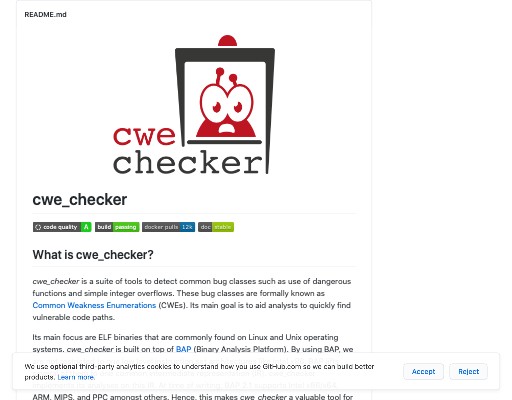 README.md
cwe
checker
cwe_checker
code quality A build passing docker pulls 12k doc stable
What is cwe_checker?
cwe_checker is a suite of tools to detect common bug classes such as use of dangerous
functions and simple integer overflows. These bug classes are formally known as
Common Weakness Enumerations (CWEs). Its main goal is to aid analysts to quickly find
vulnerable code paths.
Its main focus are ELF binaries that are commonly found on Linux and Unix operating
systems. cwe_checker is built on top of BAP (Binary Analysis Platform). By using BAP, we
We use optional third-party analytics cookies to understand how you use GitHub.com so we can build better
products. Learn more.
Accept Reject
ARM, MIPS, and PPC amongst others. Hence, this makes cwe_checker a valuable tool for